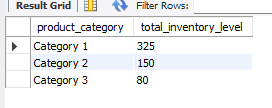 Result Grid Filter Rows:
product_category total_inventory_level
Category 1 325
Category 2 150
Category 3 80